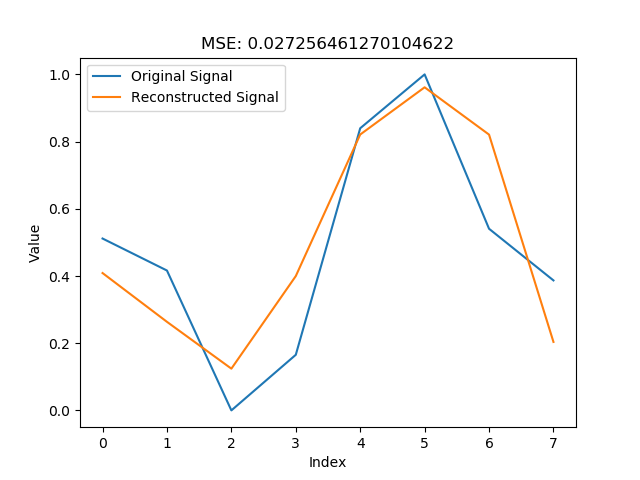 MSE: 0.027256461270104622
Original Signal
Reconstructed Signal
1.0
0.8
0.6
0.4
0.2
0.0
Value
0 1 2 3 4 5 6 7
Index